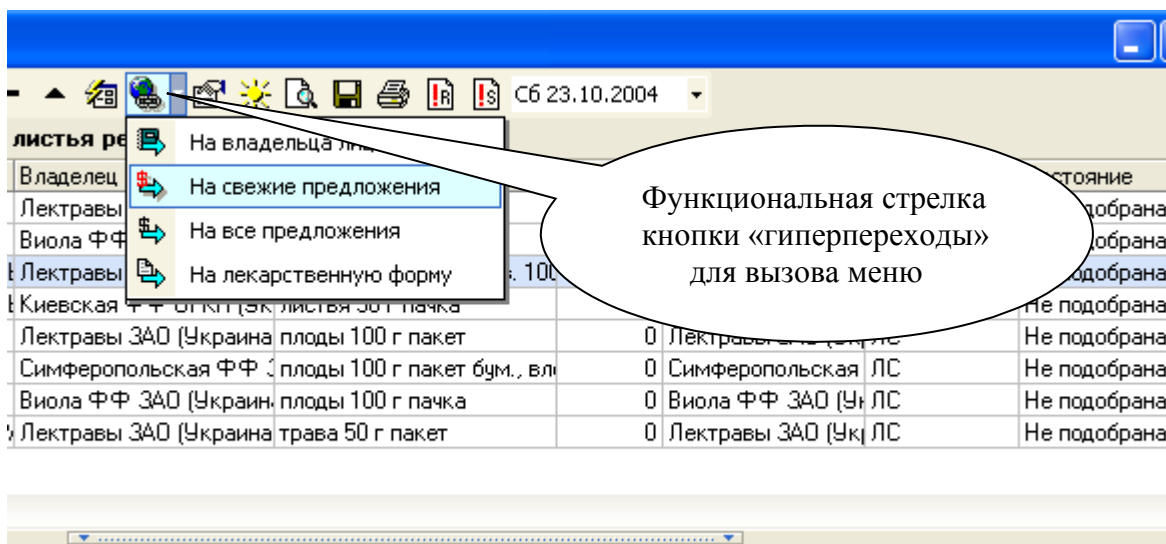 Сб 23.10.2004
листья ре
На владельца
Владелец
стояние
На свежие предложения
Функциональная стрелка
кнопки «гиперпереходы»
для вызова меню
Лектравы
добрана
На все предложения
Виола ФФ
добрана
На лекарственную форму
Лектравы
. 100
добрана
Киевская
листья 50 г пачка
Не подобрана
Лектравы ЗАО (Украина плоды 100 г пакет 0 ЛС Не подобрана
Симферопольская ФФ плоды 100 г пакет бум., вл 0 Симферопольская ЛС Не подобрана
Виола ФФ ЗАО (Украин плоды 100 г пачка 0 Виола ФФ ЗАО (Ук ЛС Не подобрана
Лектравы ЗАО (Украина трава 50 г пакет 0 Лектравы ЗАО (Укр ЛС Не подобрана